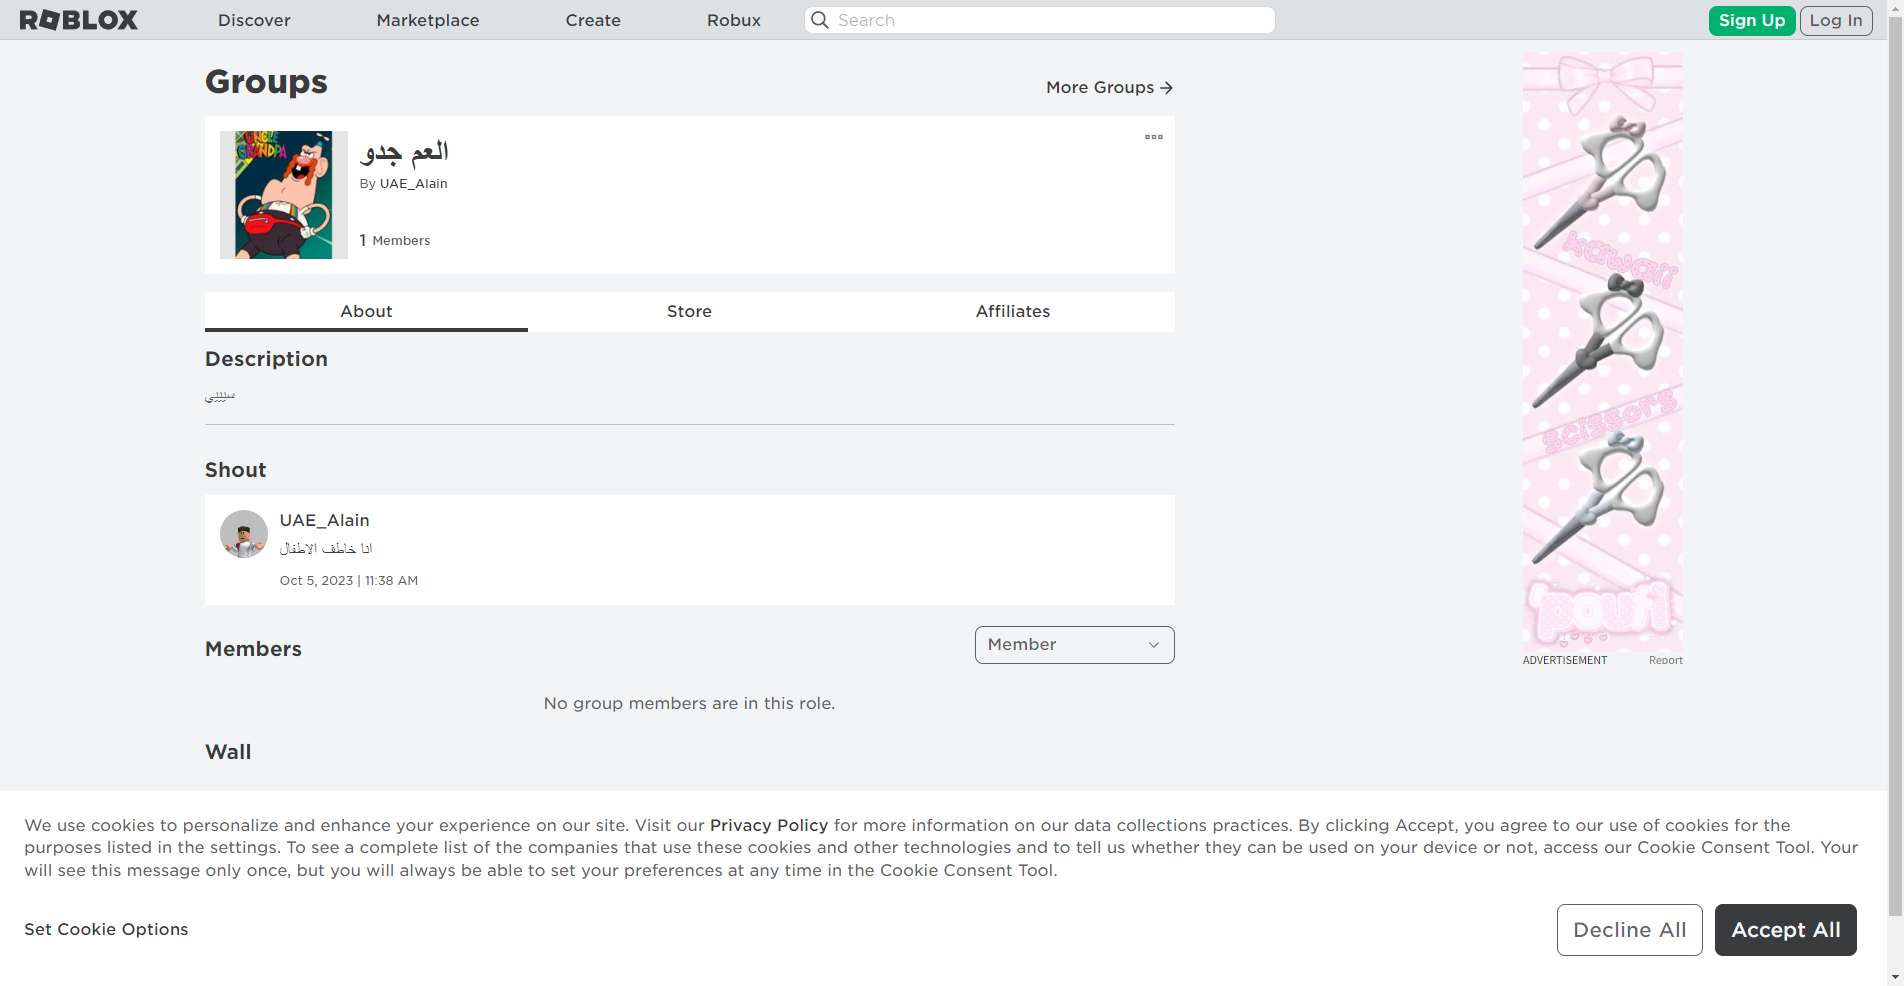 ROBLOX
Discover
Marketplace
Create
Robux
Search
Sign Up
Log In
Groups
More Groups →
UNCLE
GRANDPA
العم جدو
By UAE_Alain
1 Members
About
Store
Affiliates
Description
Shout
UAE_Alain
انا خاطف الاطفال
Oct 5, 2023 | 11:38 AM
Members
Member
No group members are in this role.
Wall
kawaii
scissors
ADVERTISEMENT
Report
We use cookies to personalize and enhance your experience on our site. Visit our Privacy Policy for more information on our data collections practices. By clicking Accept, you agree to our use of cookies for the
purposes listed in the settings. To see a complete list of the companies that use these cookies and other technologies and to tell us whether they can be used on your device or not, access our Cookie Consent Tool. Your
will see this message only once, but you will always be able to set your preferences at any time in the Cookie Consent Tool.
Set Cookie Options
Decline All
Accept All